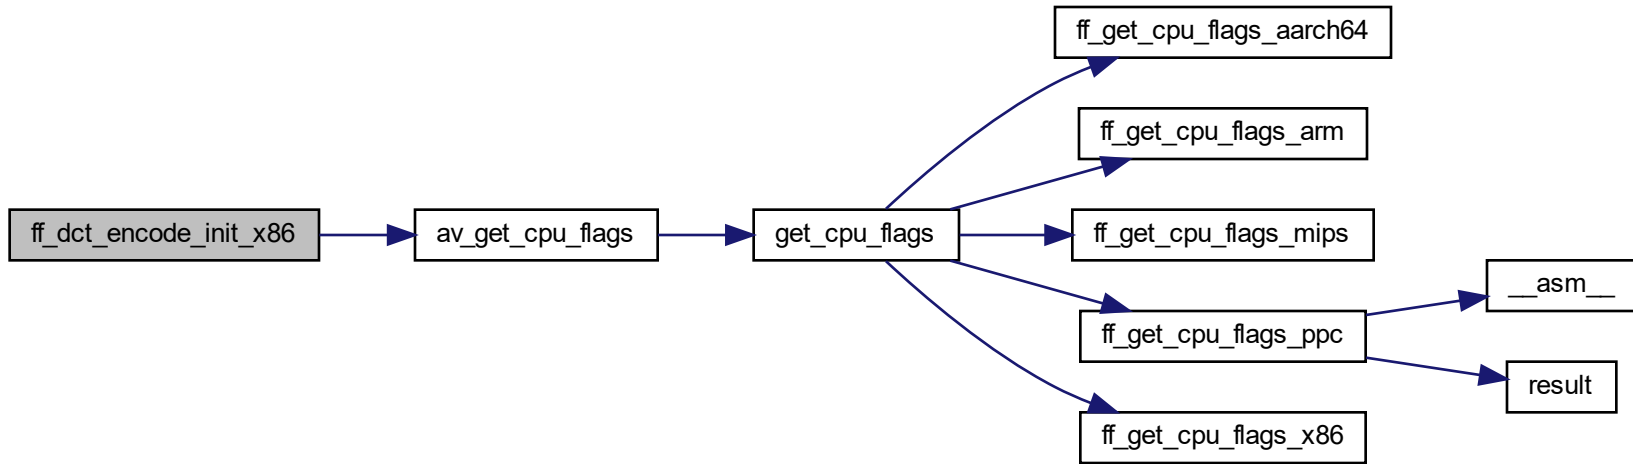 ff_dct_encode_init_x86
av_get_cpu_flags
get_cpu_flags
ff_get_cpu_flags_aarch64
ff_get_cpu_flags_arm
ff_get_cpu_flags_mips
ff_get_cpu_flags_ppc
__asm__
result
ff_get_cpu_flags_x86